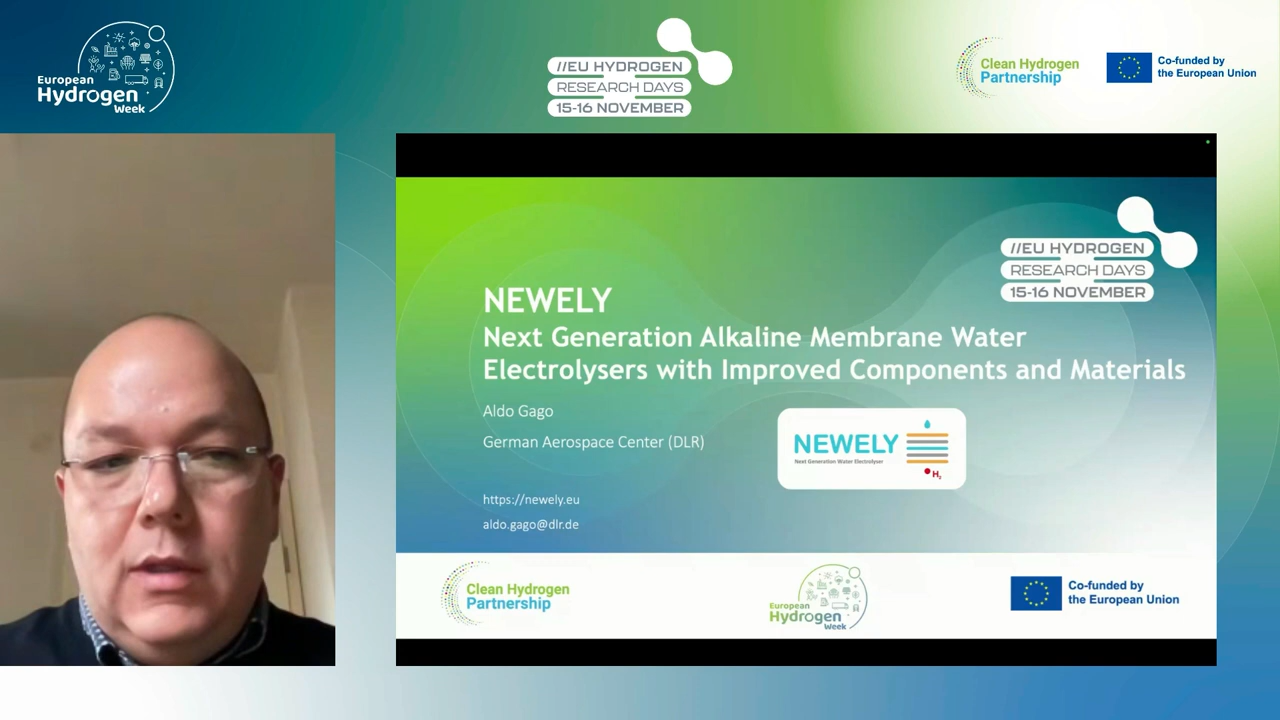 European
Hydrogen
Week
//EU HYDROGEN
RESEARCH DAYS
15-16 NOVEMBER
Clean Hydrogen
Partnership
Co-funded by
the European Union
//EU HYDROGEN
RESEARCH DAYS
15-16 NOVEMBER
NEWELY
Next Generation Alkaline Membrane Water
Electrolysers with Improved Components and Materials
Aldo Gago
German Aerospace Center (DLR)
NEWELY
Next Generation Water Electrolyser
H₂
https://newely.eu
aldo.gago@dlr.de
Clean Hydrogen
Partnership
European
Hydrogen
Week
Co-funded by
the European Union